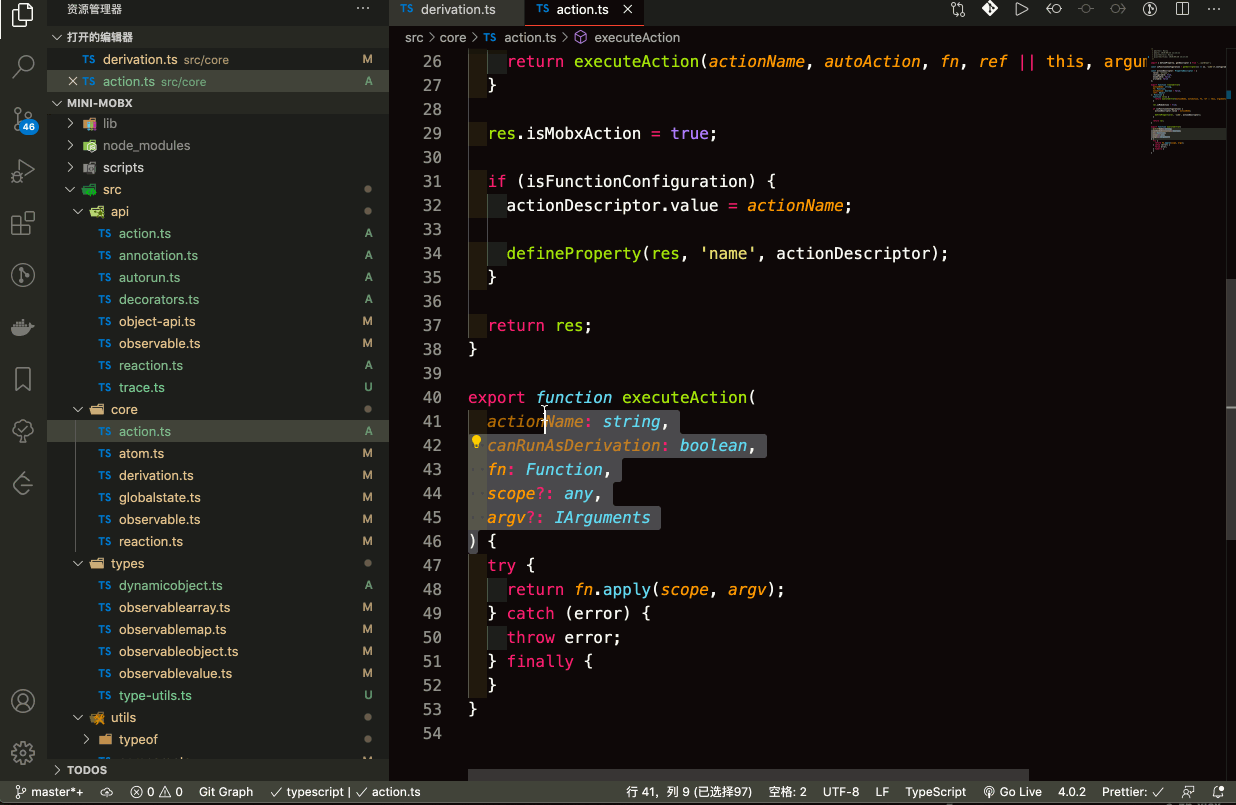 资源管理器
打开的编辑器
TS derivation.ts src/core M
TS action.ts src/core A
MINI-MOBX
lib
node_modules
scripts
src
api
TS action.ts A
TS annotation.ts A
TS autorun.ts A
TS decorators.ts A
TS object-api.ts M
TS observable.ts M
TS reaction.ts A
TS trace.ts U
core
TS action.ts A
TS atom.ts M
TS derivation.ts M
TS globalstate.ts M
TS observable.ts M
TS reaction.ts M
types
TS dynamicobject.ts A
TS observablearray.ts M
TS observablemap.ts M
TS observableobject.ts M
TS observablevalue.ts M
TS type-utils.ts U
utils
typeof
TODOS
46
TS derivation.ts
TS action.ts
src > core > TS action.ts > executeAction
26 return executeAction(actionName, autoAction, fn, ref || this, argum
27 }
28
29 res.isMobxAction = true;
30
31 if (isFunctionConfiguration) {
32 actionDescriptor.value = actionName;
33
34 defineProperty(res, 'name', actionDescriptor);
35 }
36
37 return res;
38 }
39
40 export function executeAction(
41 actionName: string,
42 canRunAsDerivation: boolean,
43 fn: Function,
44 scope?: any,
45 argv?: IArguments
46 ) {
47 try {
48 return fn.apply(scope, argv);
49 } catch (error) {
50 throw error;
51 } finally {
52 }
53 }
54
master*+ 0 0 Git Graph typescript | action.ts 行 41，列 9 (已选择97) 空格: 2 UTF-8 LF TypeScript Go Live 4.0.2 Prettier: